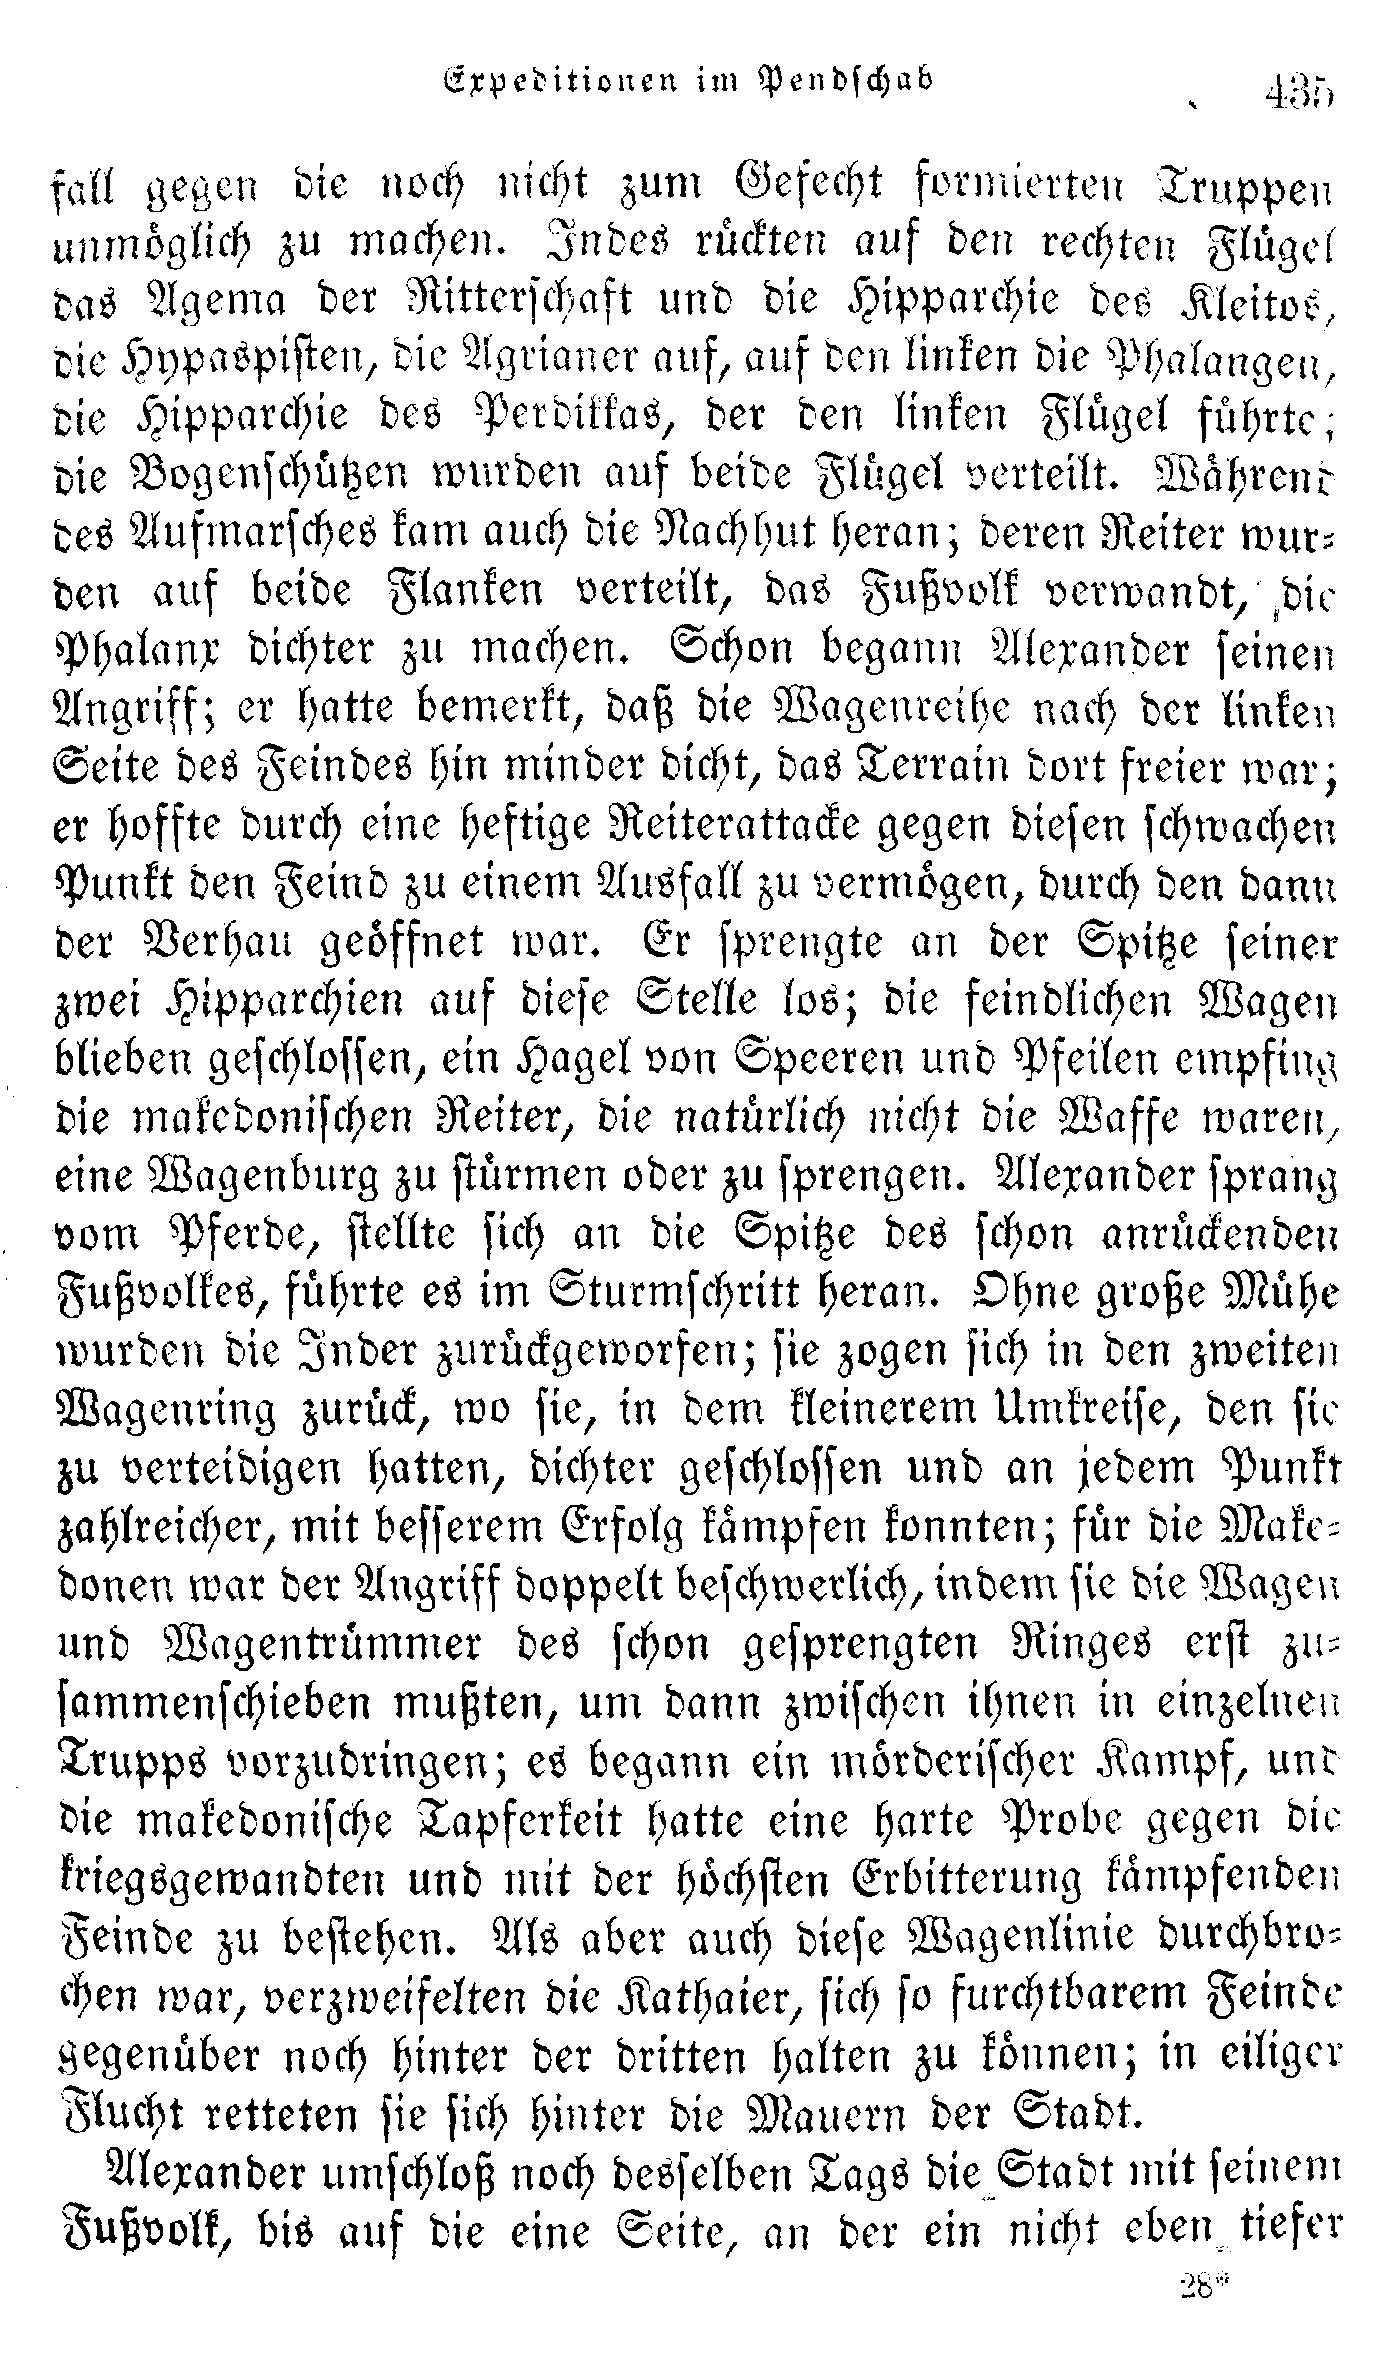 Expeditionen im Pendschab 435
fall gegen die noch nicht zum Gefecht formierten Truppen
unmöglich zu machen. Indes rückten auf den rechten Flügel
das Agema der Ritterschaft und die Hipparchie des Kleitos,
die Hypaspisten, die Agrianer auf, auf den linken die Phalangen,
die Hipparchie des Perdikkas, der den linken Flügel führte;
die Bogenschützen wurden auf beide Flügel verteilt. Während
des Aufmarsches kam auch die Nachhut heran; deren Reiter wur-
den auf beide Flanken verteilt, das Fußvolk verwandt, die
Phalanx dichter zu machen. Schon begann Alexander seinen
Angriff; er hatte bemerkt, daß die Wagenreihe nach der linken
Seite des Feindes hin minder dicht, das Terrain dort freier war;
er hoffte durch eine heftige Reiterattacke gegen diesen schwachen
Punkt den Feind zu einem Ausfall zu vermögen, durch den dann
der Verhau geöffnet war. Er sprengte an der Spitze seiner
zwei Hipparchien auf diese Stelle los; die feindlichen Wagen
blieben geschlossen, ein Hagel von Speeren und Pfeilen empfing
die makedonischen Reiter, die natürlich nicht die Waffe waren,
eine Wagenburg zu stürmen oder zu sprengen. Alexander sprang
vom Pferde, stellte sich an die Spitze des schon anrückenden
Fußvolkes, führte es im Sturmschritt heran. Ohne große Mühe
wurden die Inder zurückgeworfen; sie zogen sich in den zweiten
Wagenring zurück, wo sie, in dem kleinerem Umkreise, den sie
zu verteidigen hatten, dichter geschlossen und an jedem Punkt
zahlreicher, mit besserem Erfolg kämpfen konnten; für die Make-
donen war der Angriff doppelt beschwerlich, indem sie die Wagen
und Wagentrümmer des schon gesprengten Ringes erst zu-
sammenschieben mußten, um dann zwischen ihnen in einzelnen
Trupps vorzudringen; es begann ein mörderischer Kampf, und
die makedonische Tapferkeit hatte eine harte Probe gegen die
kriegsgewandten und mit der höchsten Erbitterung kämpfenden
Feinde zu bestehen. Als aber auch diese Wagenlinie durchbro-
chen war, verzweifelten die Kathaier, sich so furchtbarem Feinde
gegenüber noch hinter der dritten halten zu können; in eiliger
Flucht retteten sie sich hinter die Mauern der Stadt.
Alexander umschloß noch desselben Tags die Stadt mit seinem
Fußvolk, bis auf die eine Seite, an der ein nicht eben tiefer
28*